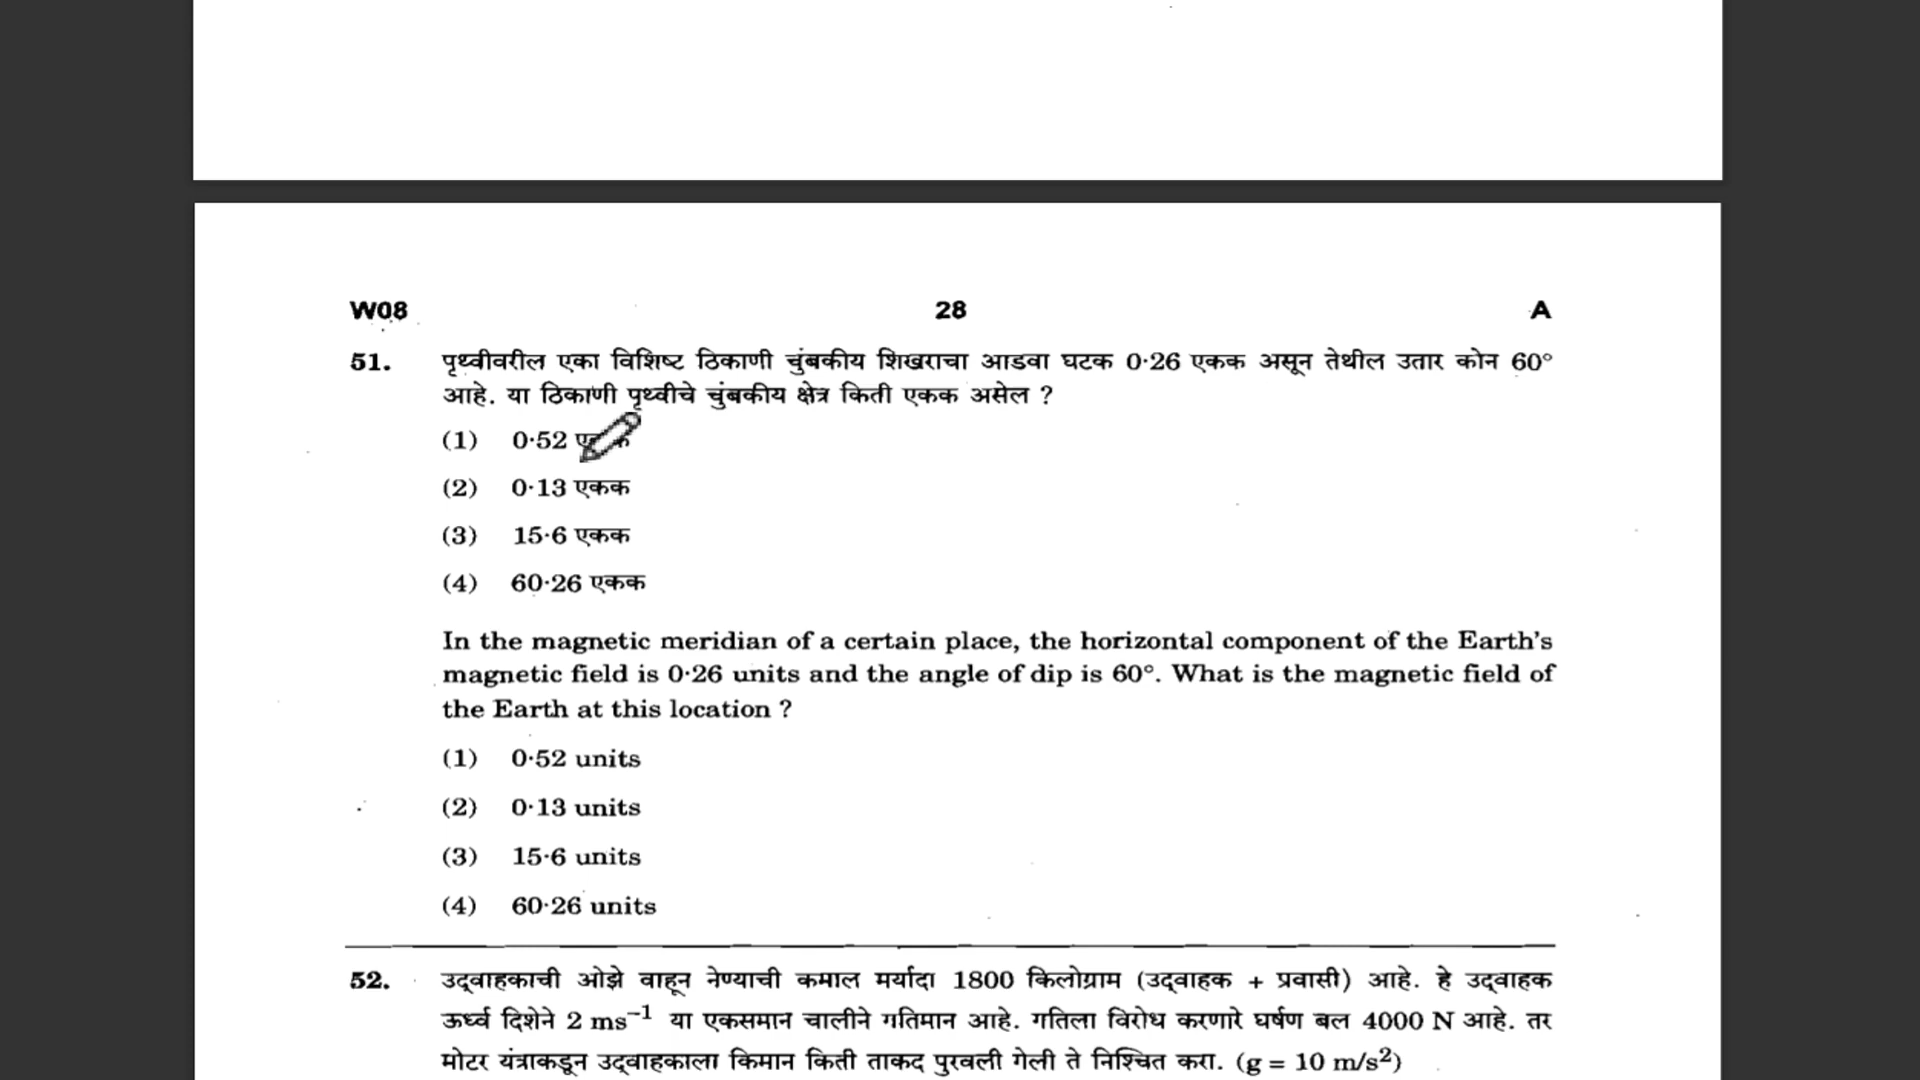 W08 28 A
51. पृथ्वीवरील एका विशिष्ट ठिकाणी चुंबकीय शिखराचा आडवा घटक 0·26 एकक असून तेथील उतार कोन 60°
आहे. या ठिकाणी पृथ्वीचे चुंबकीय क्षेत्र किती एकक असेल ?
(1) 0·52
(2) 0·13 एकक
(3) 15·6 एकक
(4) 60·26 एकक
In the magnetic meridian of a certain place, the horizontal component of the Earth's
magnetic field is 0·26 units and the angle of dip is 60°. What is the magnetic field of
the Earth at this location ?
(1) 0·52 units
(2) 0·13 units
(3) 15·6 units
(4) 60·26 units
52. उद्‌वाहकाची ओझे वाहून नेण्याची कमाल मर्यादा 1800 किलोग्राम (उद्‌वाहक + प्रवासी) आहे. हे उद्‌वाहक
ऊर्ध्व दिशेने 2 ms⁻¹ या एकसमान चालीने गतिमान आहे. गतिला विरोध करणारे घर्षण बल 4000 N आहे. तर
मोटर यंत्राकडून उद्‌वाहकाला किमान किती ताकद पुरवली गेली ते निश्चित करा. (g = 10 m/s²)